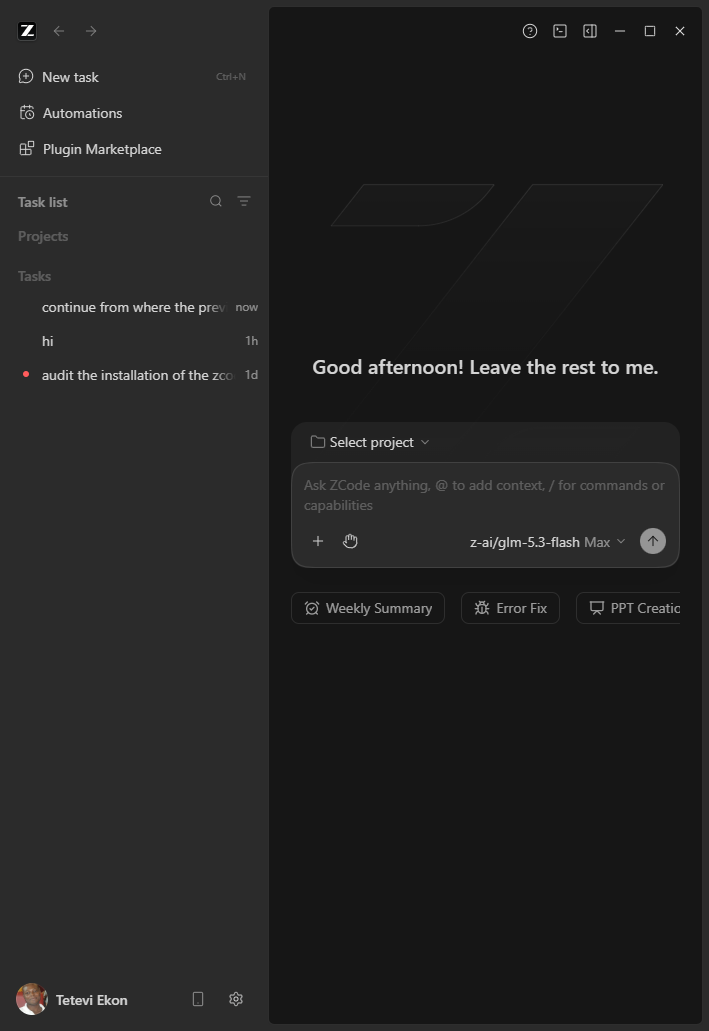 Z
New task Ctrl+N
Automations
Plugin Marketplace
Task list
Projects
Tasks
continue from where the prev now
hi 1h
audit the installation of the zco 1d
Good afternoon! Leave the rest to me.
Select project
Ask ZCode anything, @ to add context, / for commands or
capabilities
z-ai/glm-5.3-flash Max
Weekly Summary Error Fix PPT Creatio
Tetevi Ekon